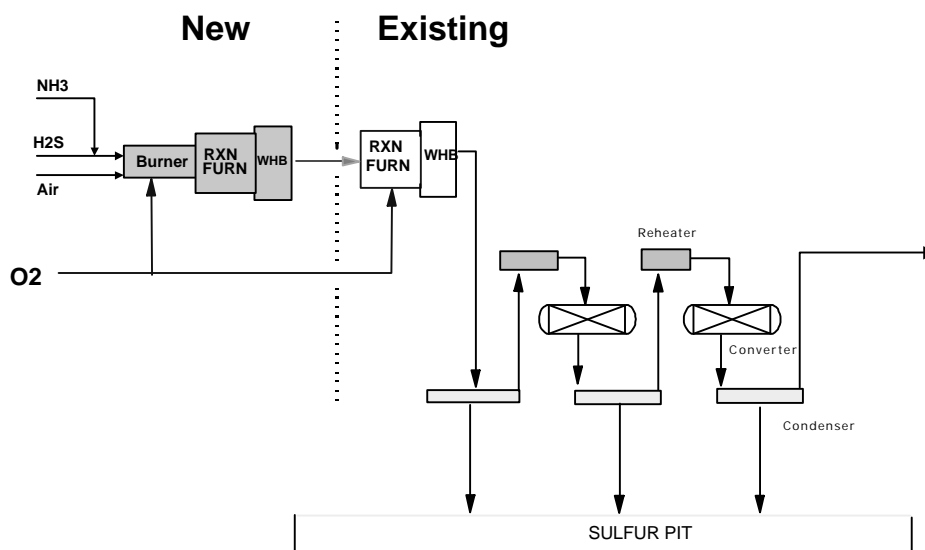 New
Existing
NH3
H2S
Air
Burner
RXN
FURN
WHB
RXN
FURN
WHB
O2
Reheater
Converter
Condenser
SULFUR PIT